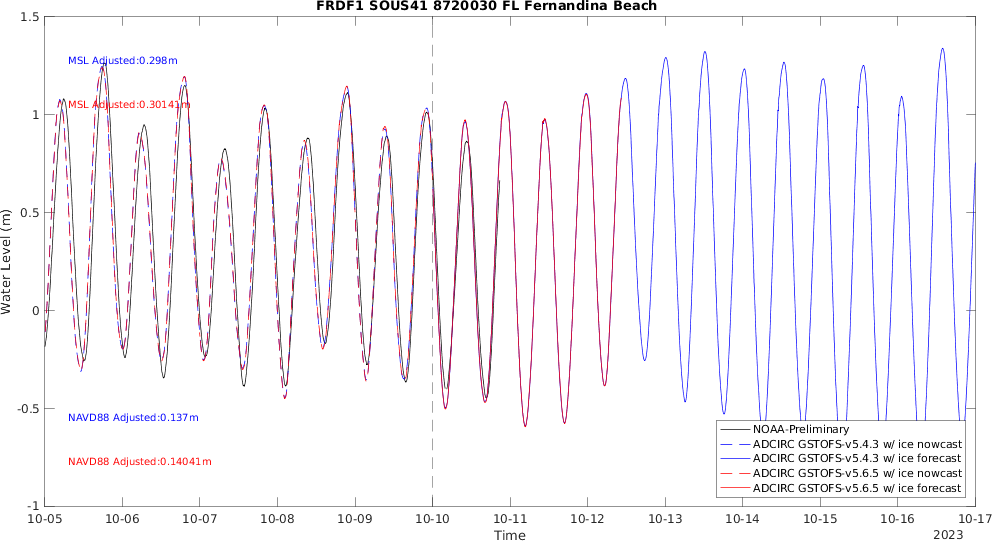 FRDF1 SOUS41 8720030 FL Fernandina Beach
1.5
1
0.5
0
-0.5
-1
Water Level (m)
MSL Adjusted:0.298m
MSL Adjusted:0.30141m
NAVD88 Adjusted:0.137m
NAVD88 Adjusted:0.14041m
NOAA-Preliminary
ADCIRC GSTOFS-v5.4.3 w/ice nowcast
ADCIRC GSTOFS-v5.4.3 w/ice forecast
ADCIRC GSTOFS-v5.6.5 w/ice nowcast
ADCIRC GSTOFS-v5.6.5 w/ice forecast
10-05 10-06 10-07 10-08 10-09 10-10 10-11 10-12 10-13 10-14 10-15 10-16 10-17
Time
2023